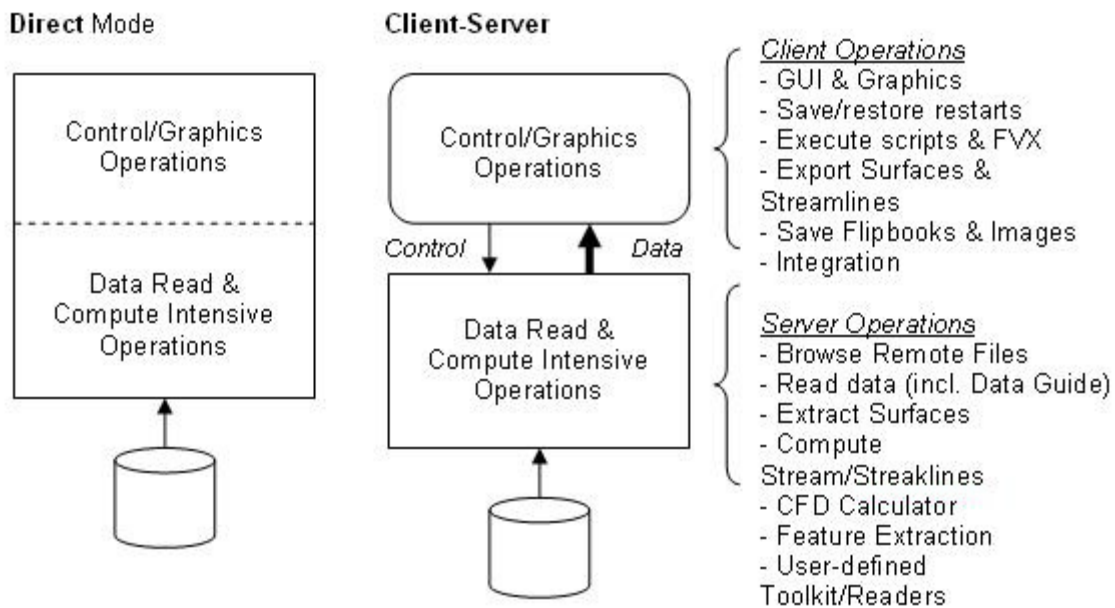 Direct Mode
Control/Graphics
Operations
Data Read &
Compute Intensive
Operations
Client-Server
Control/Graphics
Operations
Control
Data
Data Read &
Compute Intensive
Operations
Client Operations
- GUI & Graphics
- Save/restore restarts
- Execute scripts & FVX
- Export Surfaces &
Streamlines
- Save Flipbooks & Images
- Integration
Server Operations
- Browse Remote Files
- Read data (incl. Data Guide)
- Extract Surfaces
- Compute
Stream/Streaklines
- CFD Calculator
- Feature Extraction
- User-defined
Toolkit/Readers